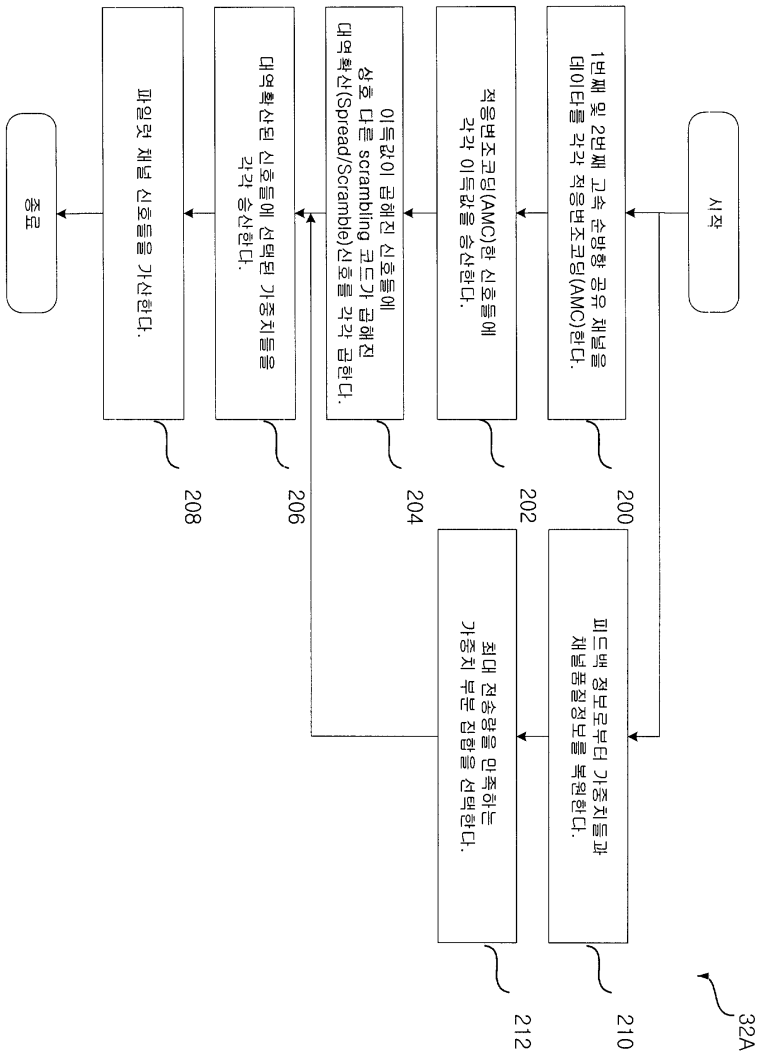 32A
시작
1번째 및 2번째 고속 순방향 공유 채널을
데이타를 각각 적응변조코딩(AMC)한다.
200
적응변조코딩(AMC)한 신호들에
각각 이득값을 승산한다.
202
이득값이 곱해진 신호들에
상호 다른 scrambling 코드가 곱해진
대역확산(Spread/Scramble)신호를 각각 곱한다.
204
대역확산된 신호들에 선택된 가중치들을
각각 승산한다.
206
파일럿 채널 신호들을 가산한다.
208
종료
피드백 정보로부터 가중치들과
채널품질정보를 복원한다.
210
최대 전송량을 만족하는
가중치 부분 집합을 선택한다.
212